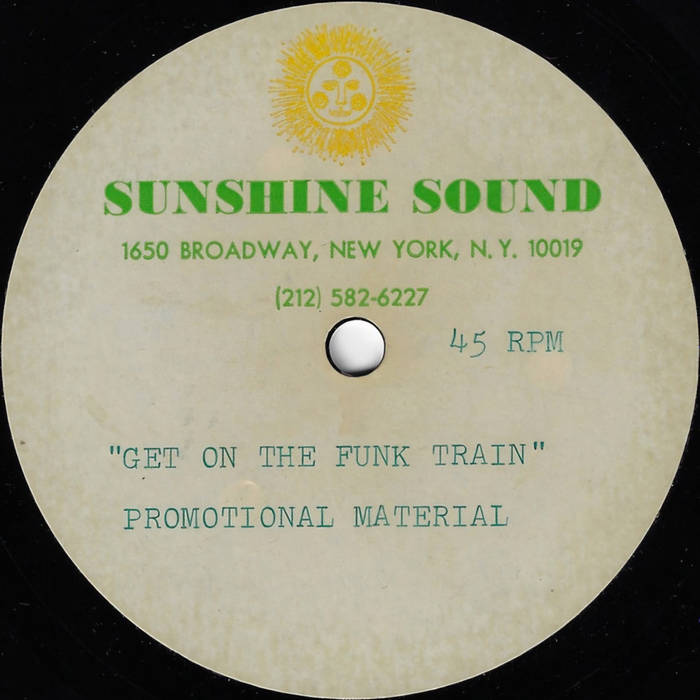 SUNSHINE SOUND
1650 BROADWAY, NEW YORK, N.Y. 10019
(212) 582-6227
45 RPM
"GET ON THE FUNK TRAIN"
PROMOTIONAL MATERIAL